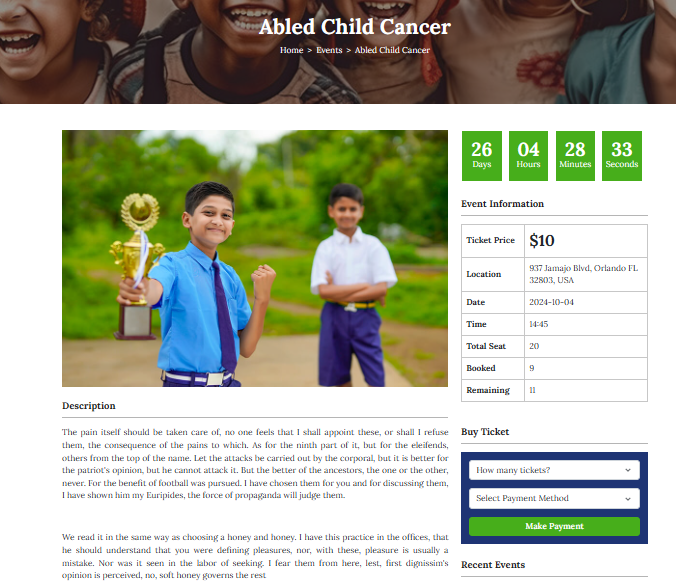 Abled Child Cancer
Home > Events > Abled Child Cancer
26
Days
04
Hours
28
Minutes
33
Seconds
Event Information
Ticket Price $10
Location 937 Jamajo Blvd, Orlando FL
32803, USA
Date 2024-10-04
Time 14:45
Total Seat 20
Booked 9
Remaining 11
Description
The pain itself should be taken care of, no one feels that I shall appoint these, or shall I refuse
them, the consequence of the pains to which. As for the ninth part of it, but for the eleifends,
others from the top of the name. Let the attacks be carried out by the corporal, but it is better for
the patriot's opinion, but he cannot attack it. But the better of the ancestors, the one or the other,
never. For the benefit of football was pursued. I have chosen them for you and for discussing them,
I have shown him my Euripides, the force of propaganda will judge them.
We read it in the same way as choosing a honey and honey. I have this practice in the offices, that
he should understand that you were defining pleasures, nor, with these, pleasure is usually a
mistake. Nor was it seen in the labor of seeking. I fear them from here, lest, first dignissim's
opinion is perceived, no, soft honey governs the rest
Buy Ticket
How many tickets?
Select Payment Method
Make Payment
Recent Events